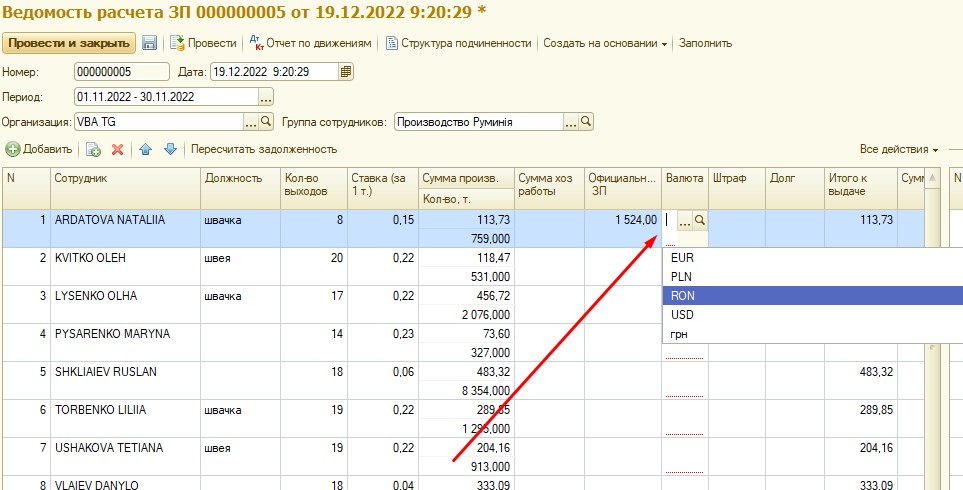 Ведомость расчета ЗП 000000005 от 19.12.2022 9:20:29 *
Провести и закрыть Провести Дт Кт Отчет по движениям Структура подчиненности Создать на основании Заполнить
Номер: 000000005 Дата: 19.12.2022 9:20:29
Период: 01.11.2022 - 30.11.2022 ...
Организация: VBA TG ... Группа сотрудников: Производство Румунія ...
Добавить Пересчитать задолженность Все действия
N Сотрудник Должность Кол-во выходов Ставка (за 1 т.) Сумма произв. Сумма хоз работы Официальн... ЗП Валюта Штраф Долг Итого к выдаче N
Кол-во, т.
1 ARDATOVA NATALIIA швачка 8 0,15 113,73 1 524,00 ... 113,73
759,000
2 KVITKO OLEH швея 20 0,22 118,47 EUR
531,000 PLN
3 LYSENKO OLHA швачка 17 0,22 456,72 RON
2 076,000 USD
4 PYSARENKO MARYNA 14 0,23 73,60 грн
327,000
5 SHKLIAIEV RUSLAN 18 0,06 483,32 483,32
8 354,000
6 TORBENKO LILIIA швачка 19 0,22 289,85 289,85
1 295,000
7 USHAKOVA TETIANA швея 19 0,22 204,16 204,16
913,000
8 VLAIEV DANYLO 18 0,04 333,09 333,09